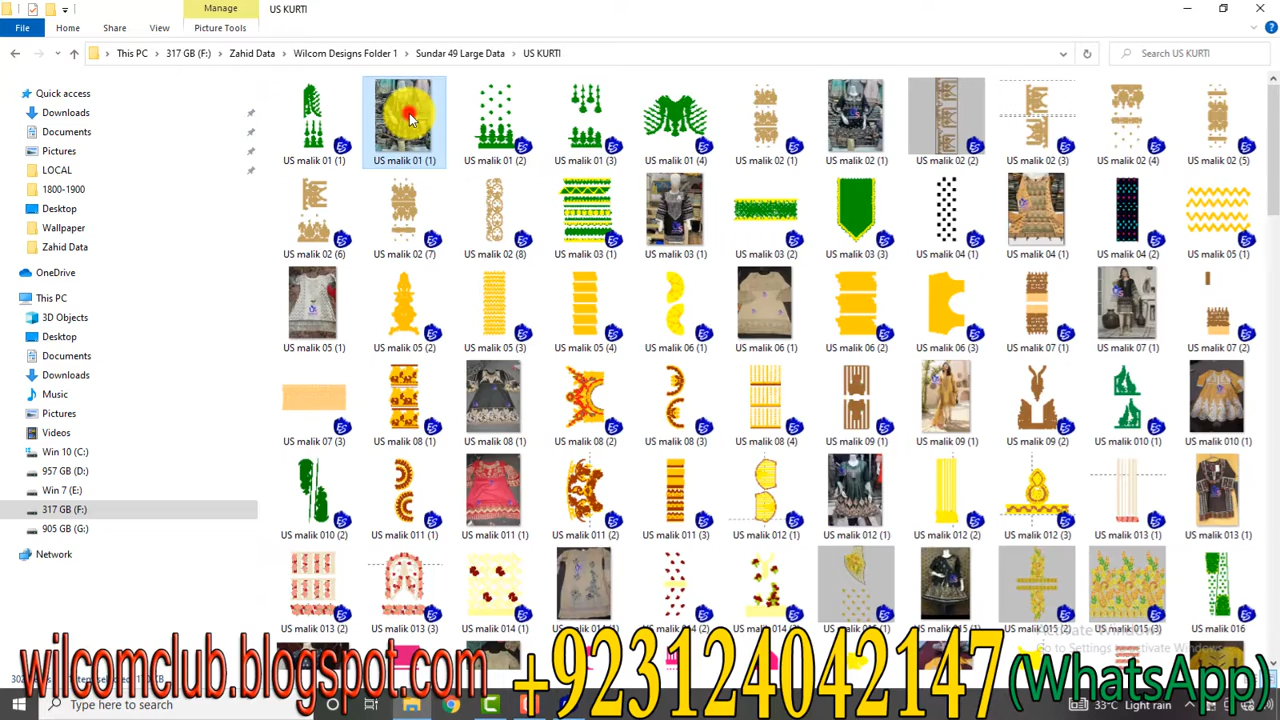 Manage
US KURTI
File
Home
Share
View
Picture Tools
This PC > 317 GB (F:) > Zahid Data > Wilcom Designs Folder 1 > Sundar 49 Large Data > US KURTI
Search US KURTI
Quick access
Downloads
Documents
Pictures
LOCAL
1800-1900
Desktop
Wallpaper
Zahid Data
OneDrive
This PC
3D Objects
Desktop
Documents
Downloads
Music
Pictures
Videos
Win 10 (C:)
957 GB (D:)
Win 7 (E:)
317 GB (F:)
905 GB (G:)
Network
US malik 01 (1) US malik 01 (1) US malik 01 (2) US malik 01 (3) US malik 01 (4) US malik 02 (1) US malik 02 (1) US malik 02 (2) US malik 02 (3) US malik 02 (4) US malik 02 (5)
US malik 02 (6) US malik 02 (7) US malik 02 (8) US malik 03 (1) US malik 03 (1) US malik 03 (2) US malik 03 (3) US malik 04 (1) US malik 04 (1) US malik 04 (2) US malik 05 (1)
US malik 05 (1) US malik 05 (2) US malik 05 (3) US malik 05 (4) US malik 06 (1) US malik 06 (1) US malik 06 (2) US malik 06 (3) US malik 07 (1) US malik 07 (1) US malik 07 (2)
US malik 07 (3) US malik 08 (1) US malik 08 (1) US malik 08 (2) US malik 08 (3) US malik 08 (4) US malik 09 (1) US malik 09 (1) US malik 09 (2) US malik 010 (1) US malik 010 (1)
US malik 010 (2) US malik 011 (1) US malik 011 (1) US malik 011 (2) US malik 011 (3) US malik 012 (1) US malik 012 (1) US malik 012 (2) US malik 012 (3) US malik 013 (1) US malik 013 (1)
US malik 013 (2) US malik 013 (3) US malik 014 (1) US malik 015 (2) US malik 015 (3) US malik 016
Activate Windows
Go to Settings to activate Windows.
wilcomclub.blogspot.com +923124042147 (WhatsApp)
Type here to search
33°C Light rain